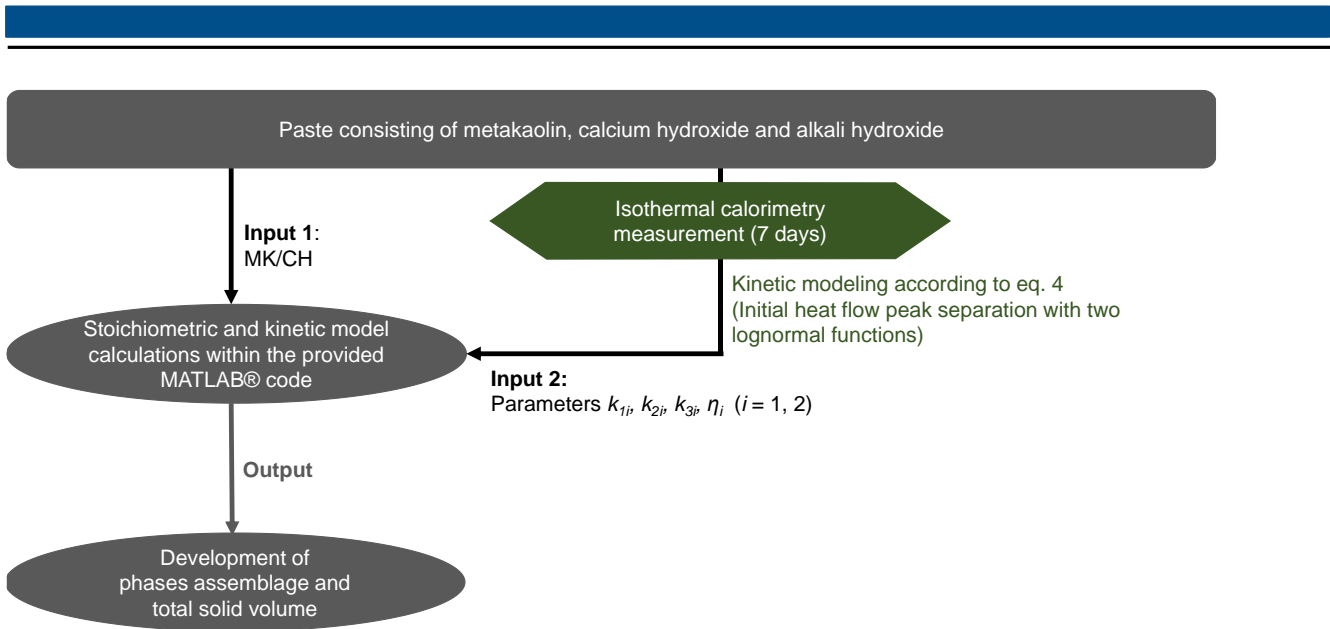 Paste consisting of metakaolin, calcium hydroxide and alkali hydroxide
Isothermal calorimetry
measurement (7 days)
Input 1:
MK/CH
Kinetic modeling according to eq. 4
(Initial heat flow peak separation with two
lognormal functions)
Stoichiometric and kinetic model
calculations within the provided
MATLAB® code
Input 2:
Parameters k1i, k2i, k3i, ηi (i = 1, 2)
Output
Development of
phases assemblage and
total solid volume